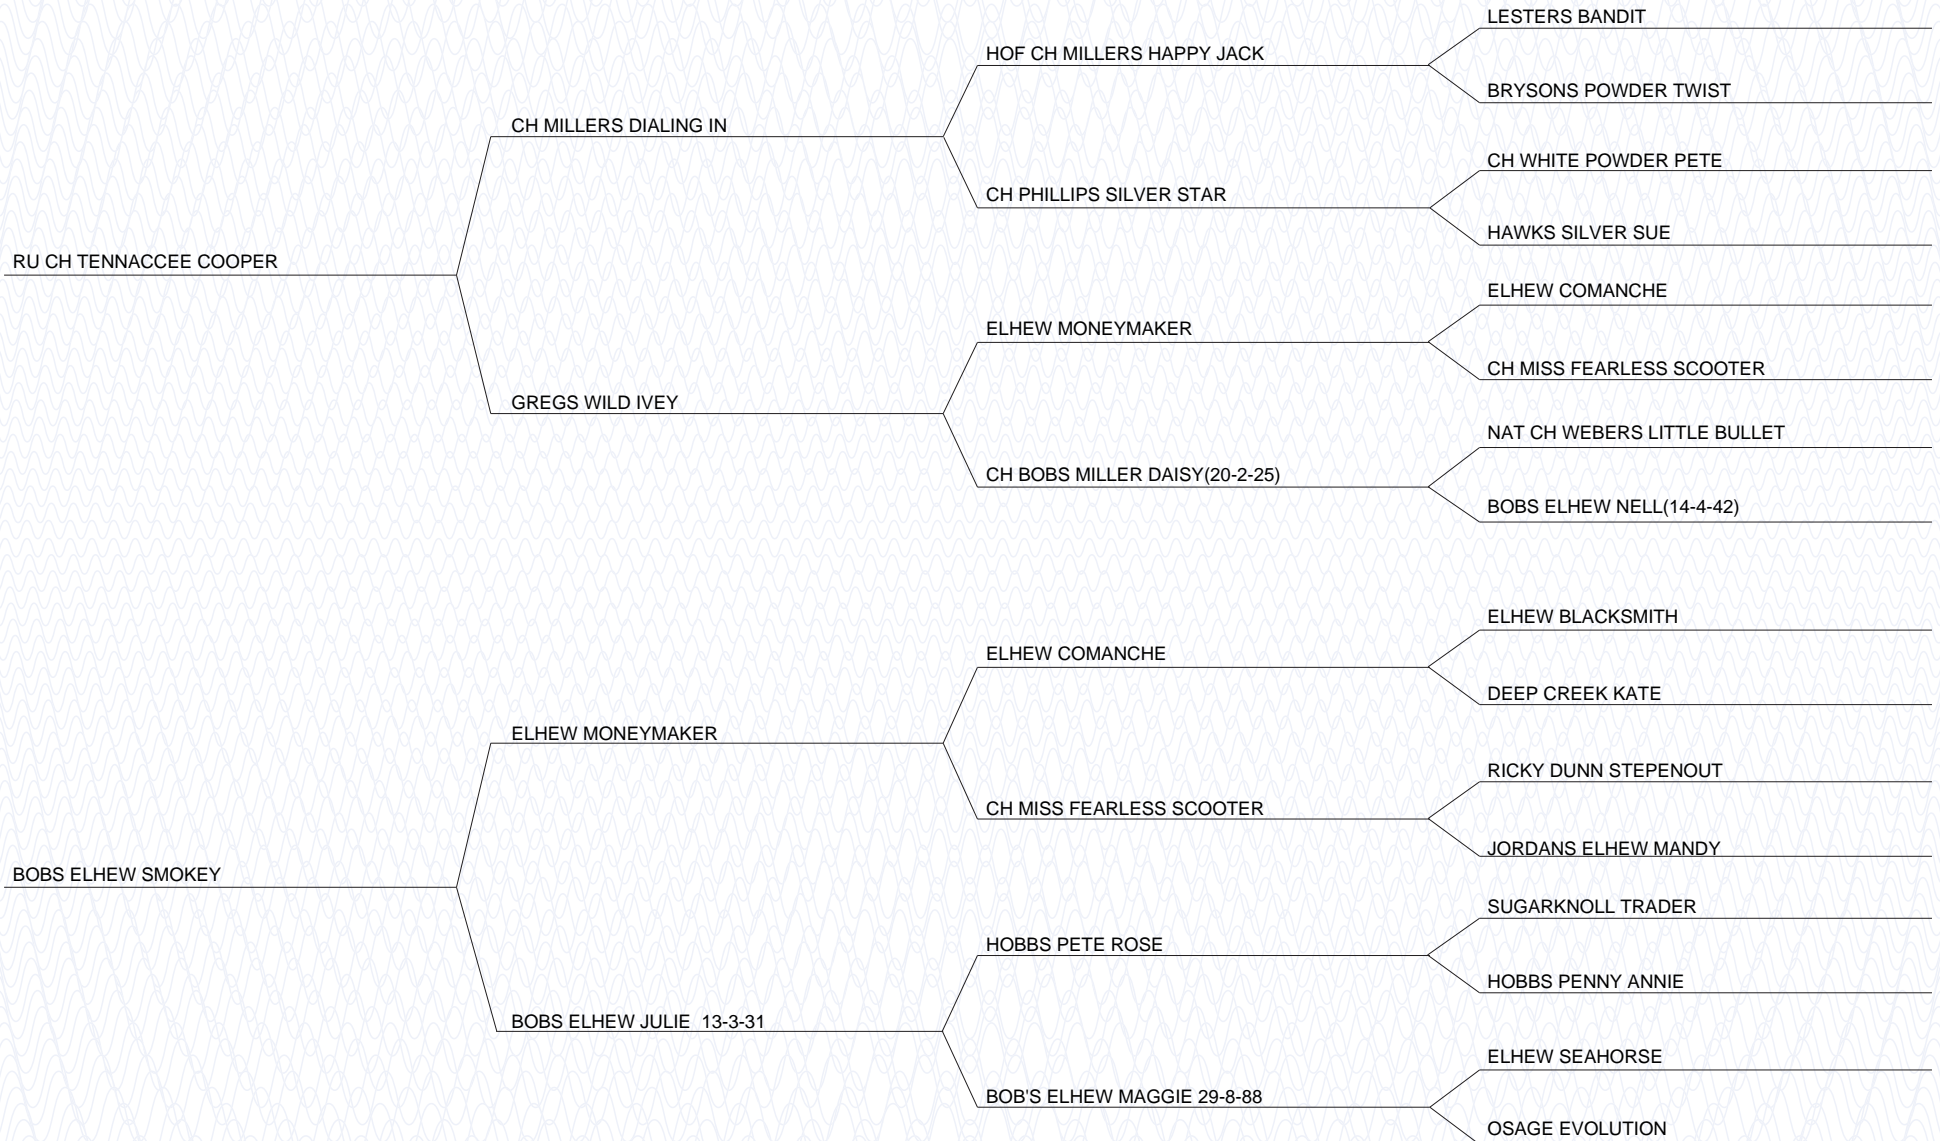 LESTERS BANDIT
HOF CH MILLERS HAPPY JACK
BRYSONS POWDER TWIST
CH MILLERS DIALING IN
CH WHITE POWDER PETE
CH PHILLIPS SILVER STAR
HAWKS SILVER SUE
RU CH TENNACCEE COOPER
ELHEW COMANCHE
ELHEW MONEYMAKER
CH MISS FEARLESS SCOOTER
GREGS WILD IVEY
NAT CH WEBERS LITTLE BULLET
CH BOBS MILLER DAISY(20-2-25)
BOBS ELHEW NELL(14-4-42)
ELHEW BLACKSMITH
ELHEW COMANCHE
DEEP CREEK KATE
ELHEW MONEYMAKER
RICKY DUNN STEPENOUT
CH MISS FEARLESS SCOOTER
JORDANS ELHEW MANDY
BOBS ELHEW SMOKEY
SUGARKNOLL TRADER
HOBBS PETE ROSE
HOBBS PENNY ANNIE
BOBS ELHEW JULIE  13-3-31
ELHEW SEAHORSE
BOB'S ELHEW MAGGIE 29-8-88
OSAGE EVOLUTION